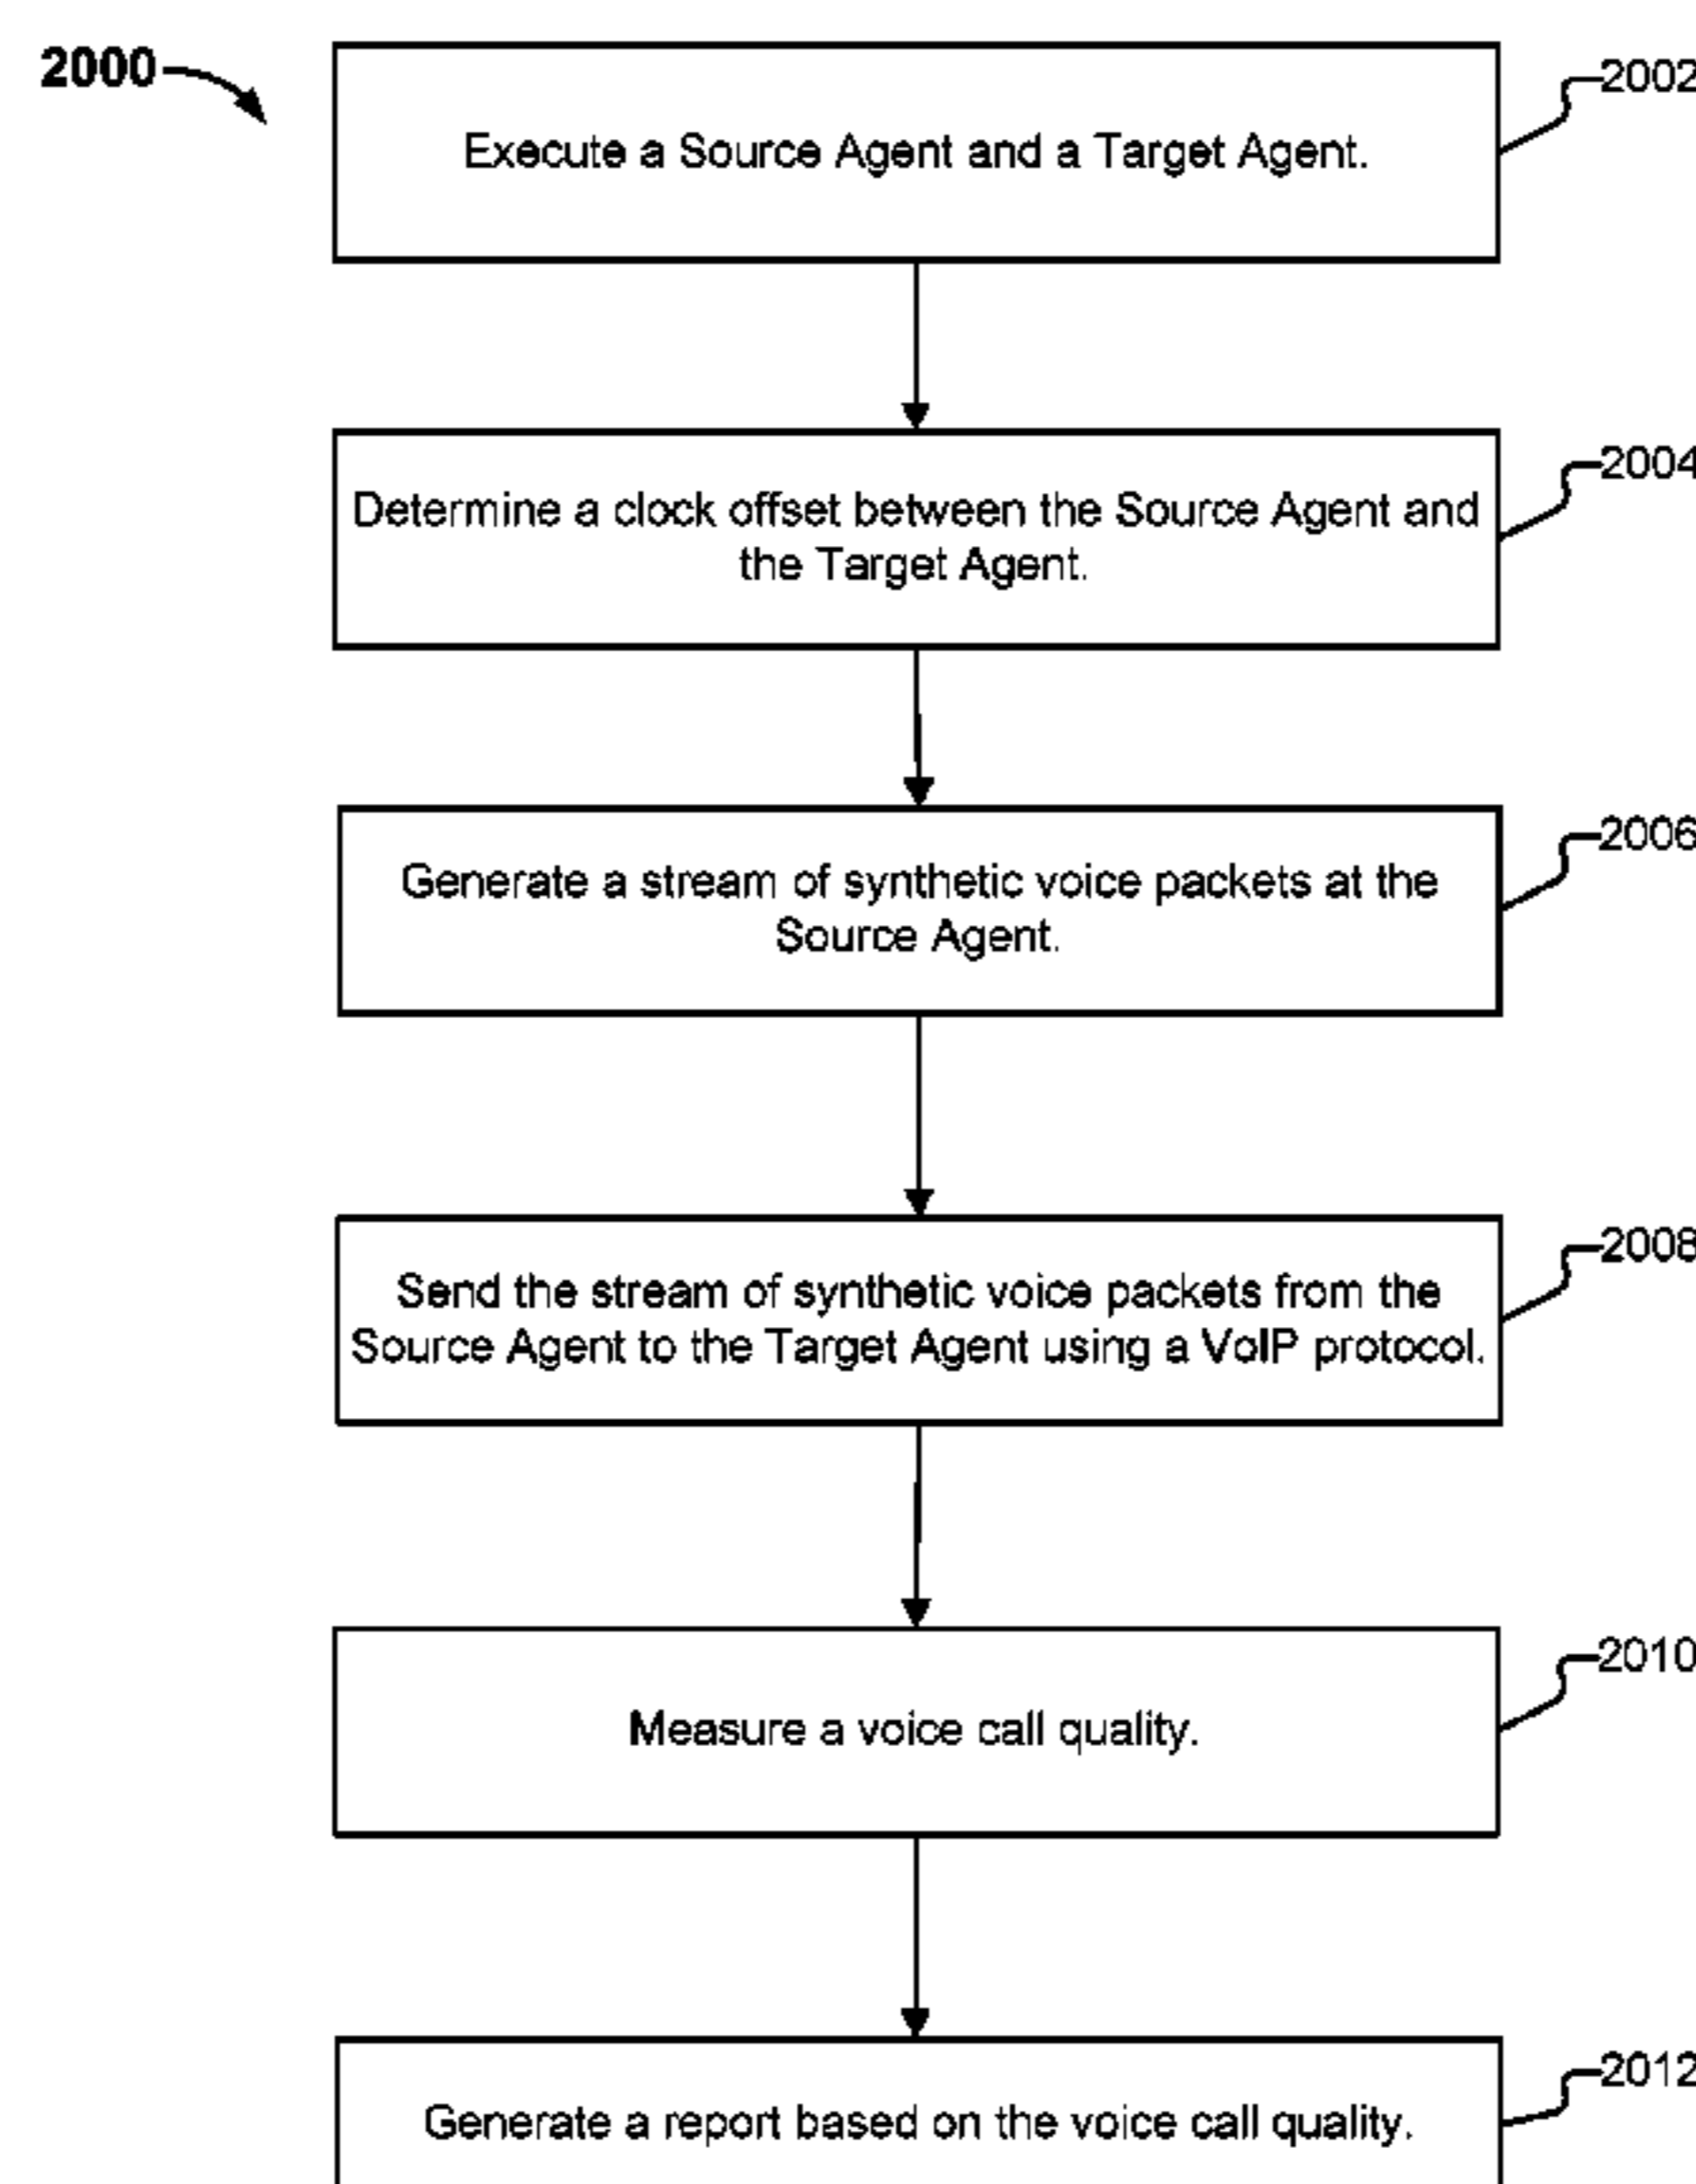 2000
2002
Execute a Source Agent and a Target Agent.
2004
Determine a clock offset between the Source Agent and
the Target Agent.
2006
Generate a stream of synthetic voice packets at the
Source Agent.
2008
Send the stream of synthetic voice packets from the
Source Agent to the Target Agent using a VoIP protocol.
2010
Measure a voice call quality.
2012
Generate a report based on the voice call quality.